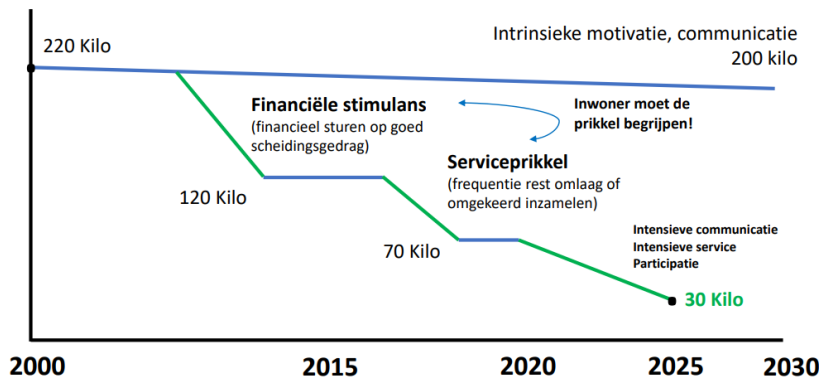 220 Kilo
Intrinsieke motivatie, communicatie
200 kilo
Financiële stimulans
(financieel sturen op goed
scheidingsgedrag)
Inwoner moet de
prikkel begrijpen!
Serviceprikkel
(frequentie rest omlaag of
omgekeerd inzamelen)
120 Kilo
70 Kilo
Intensieve communicatie
Intensieve service
Participatie
30 Kilo
2000
2015
2020
2025
2030